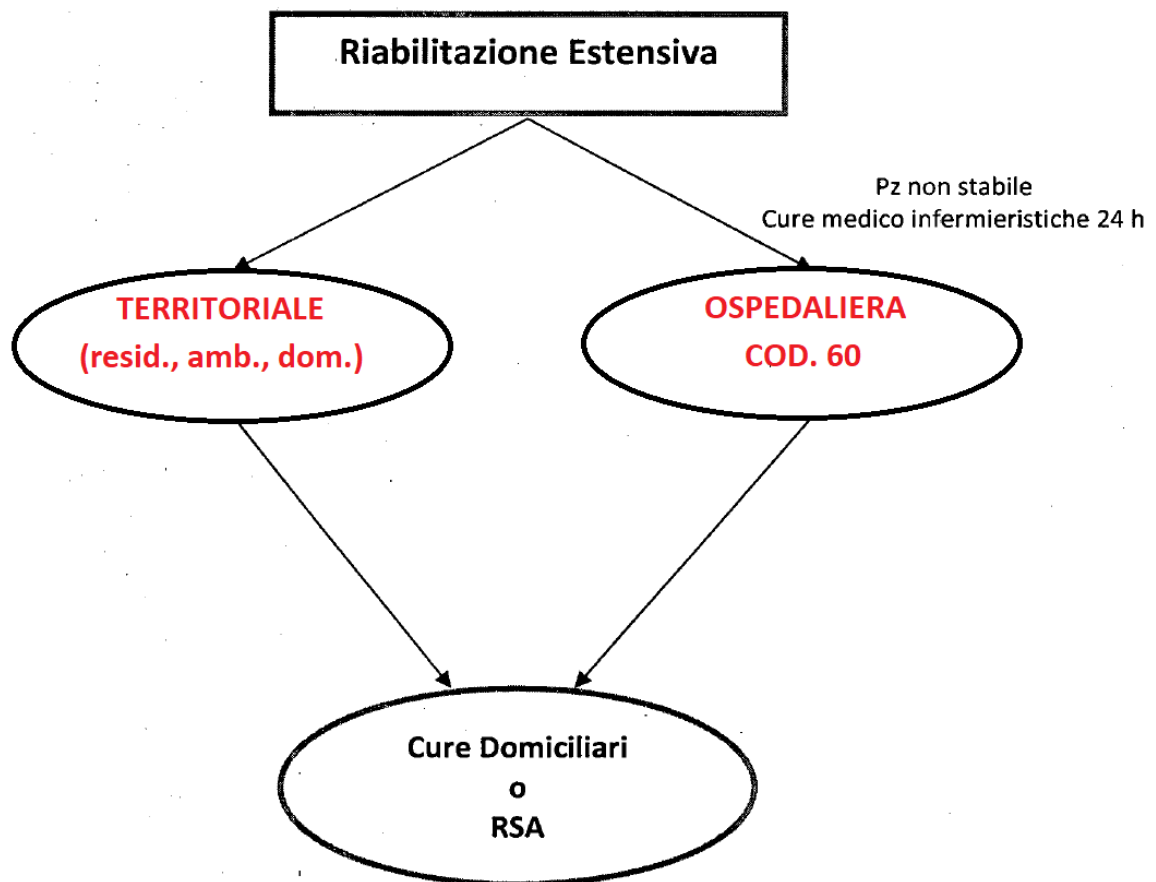 Riabilitazione Estensiva
Pz non stabile
Cure medico infermieristiche 24 h
TERRITORIALE
(resid., amb., dom.)
OSPEDALIERA
COD. 60
Cure Domiciliari
o
RSA